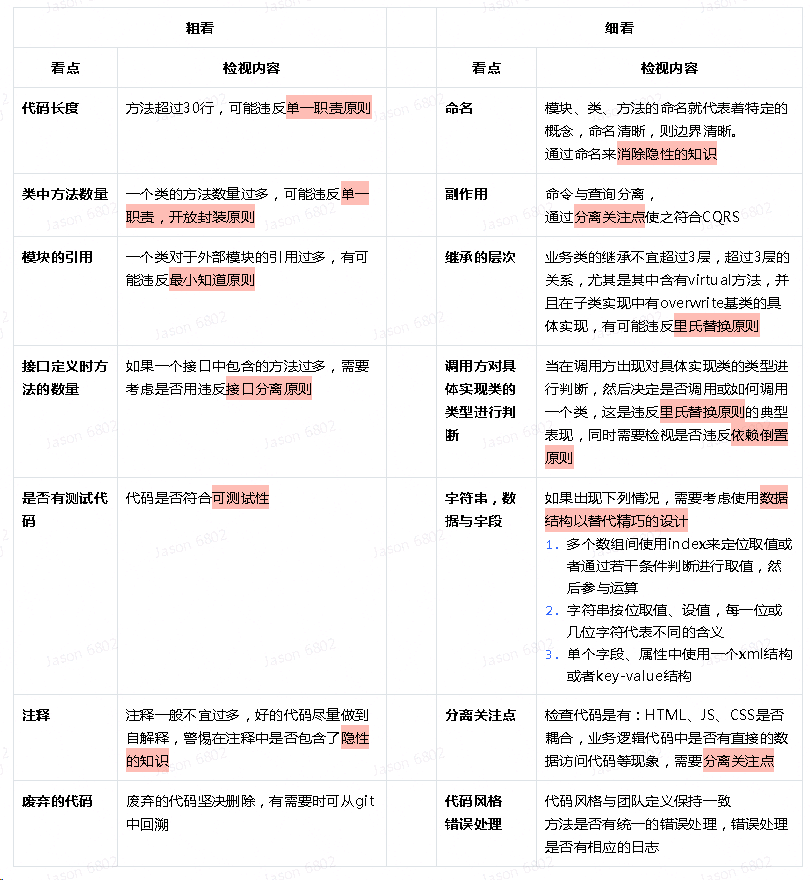 粗看
细看
看点
检视内容
看点
检视内容
代码长度
方法超过30行，可能违反单一职责原则
命名
模块、类、方法的命名就代表着特定的
概念，命名清晰，则边界清晰。
通过命名来消除隐性的知识
类中方法数量
一个类的方法数量过多，可能违反单一
职责，开放封装原则
副作用
命令与查询分离，
通过分离关注点使之符合CQRS
模块的引用
一个类对于外部模块的引用过多，有可
能违反最小知道原则
继承的层次
业务类的继承不宜超过3层，超过3层的
关系，尤其是其中含有virtual方法，并
且在子类实现中有overwrite基类的具
体实现，有可能违反里氏替换原则
接口定义时方
法的数量
如果一个接口中包含的方法过多，需要
考虑是否用违反接口分离原则
调用方对具
体实现类的
类型进行判
断
当在调用方出现对具体实现类的类型进
行判断，然后决定是否调用或如何调用
一个类，这是违反里氏替换原则的典型
表现，同时需要检视是否违反依赖倒置
原则
是否有测试代
码
代码是否符合可测试性
字符串，数
据与字段
如果出现下列情况，需要考虑使用数据
结构以替代精巧的设计
1. 多个数组间使用index来定位取值或
者通过若干条件判断进行取值，然
后参与运算
2. 字符串按位取值、设值，每一位或
几位字符代表不同的含义
3. 单个字段、属性中使用一个xml结构
或者key-value结构
注释
注释一般不宜过多，好的代码尽量做到
自解释，警惕在注释中是否包含了隐性
的知识
分离关注点
检查代码是有：HTML、JS、CSS是否
耦合，业务逻辑代码中是否有直接的数
据访问代码等现象，需要分离关注点
废弃的代码
废弃的代码坚决删除，有需要时可从git
中回溯
代码风格
错误处理
代码风格与团队定义保持一致
方法是否有统一的错误处理，错误处理
是否有相应的日志
Jason 6802